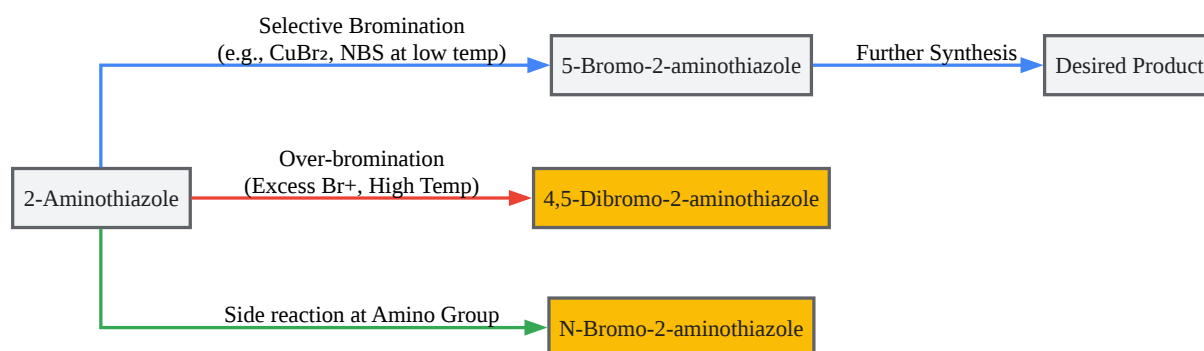 Selective Bromination
(e.g., CuBr₂, NBS at low temp)
5-Bromo-2-aminothiazole
Further Synthesis
Desired Product
2-Aminothiazole
Over-bromination
(Excess Br+, High Temp)
4,5-Dibromo-2-aminothiazole
Side reaction at Amino Group
N-Bromo-2-aminothiazole